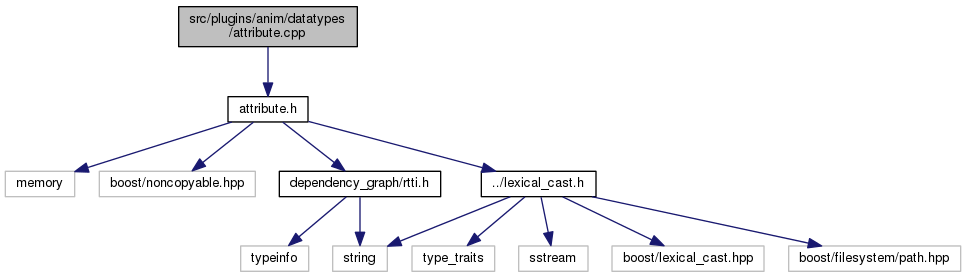 src/plugins/anim/datatypes
/attribute.cpp
attribute.h
memory
boost/noncopyable.hpp
dependency_graph/rtti.h
../lexical_cast.h
typeinfo
string
type_traits
sstream
boost/lexical_cast.hpp
boost/filesystem/path.hpp